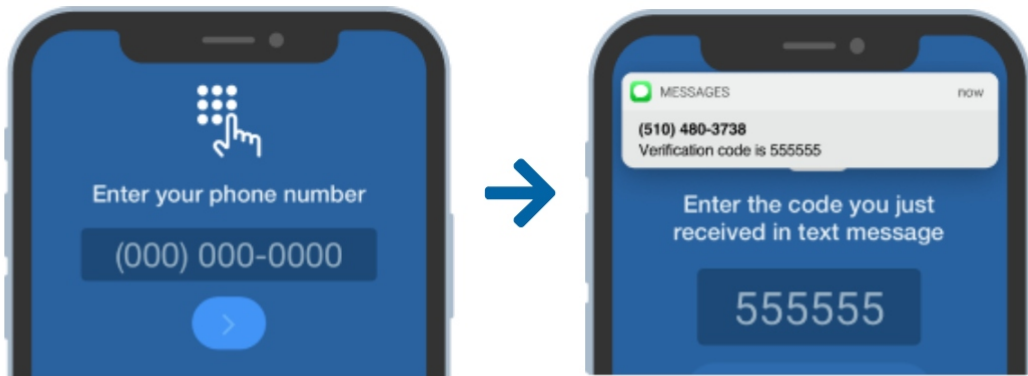 Enter your phone number
(000) 000-0000
MESSAGES now
(510) 480-3738
Verification code is 555555
Enter the code you just
received in text message
555555